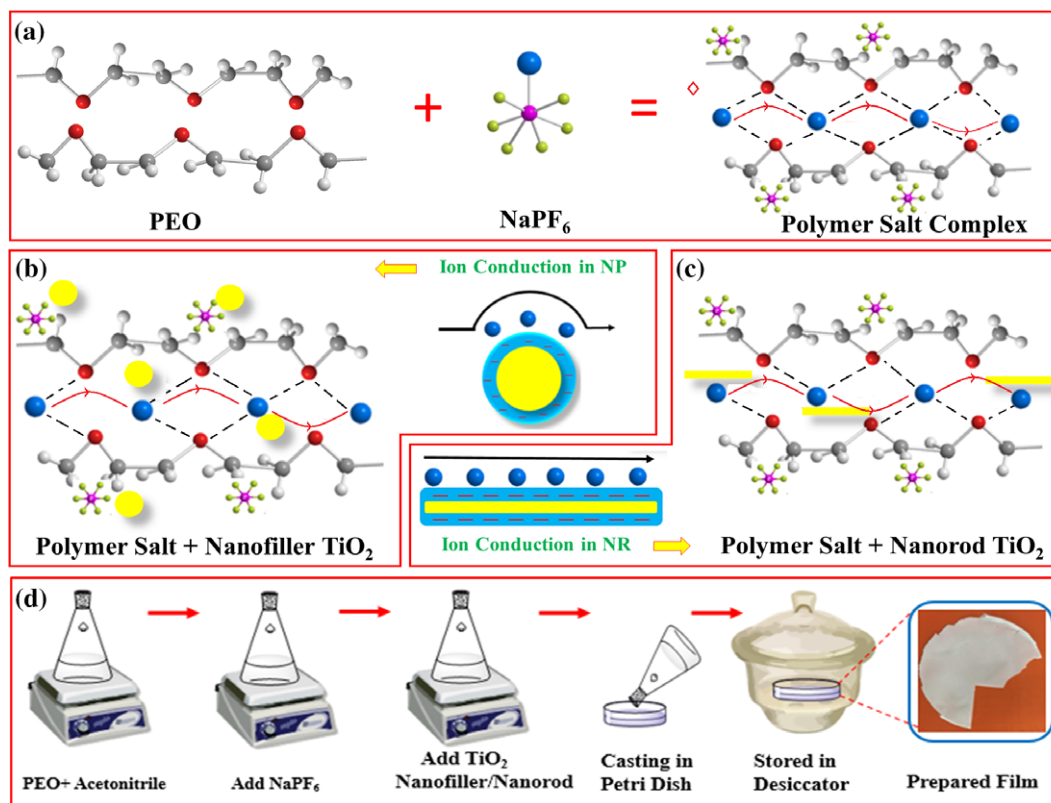 (a)
PEO
+
NaPF₆
=
Polymer Salt Complex
(b)
Ion Conduction in NP
Polymer Salt + Nanofiller TiO₂
Ion Conduction in NR
(c)
Polymer Salt + Nanorod TiO₂
(d)
PEO+ Acetonitrile
Add NaPF₆
Add TiO₂
Nanofiller/Nanorod
Casting in
Petri Dish
Stored in
Desiccator
Prepared Film